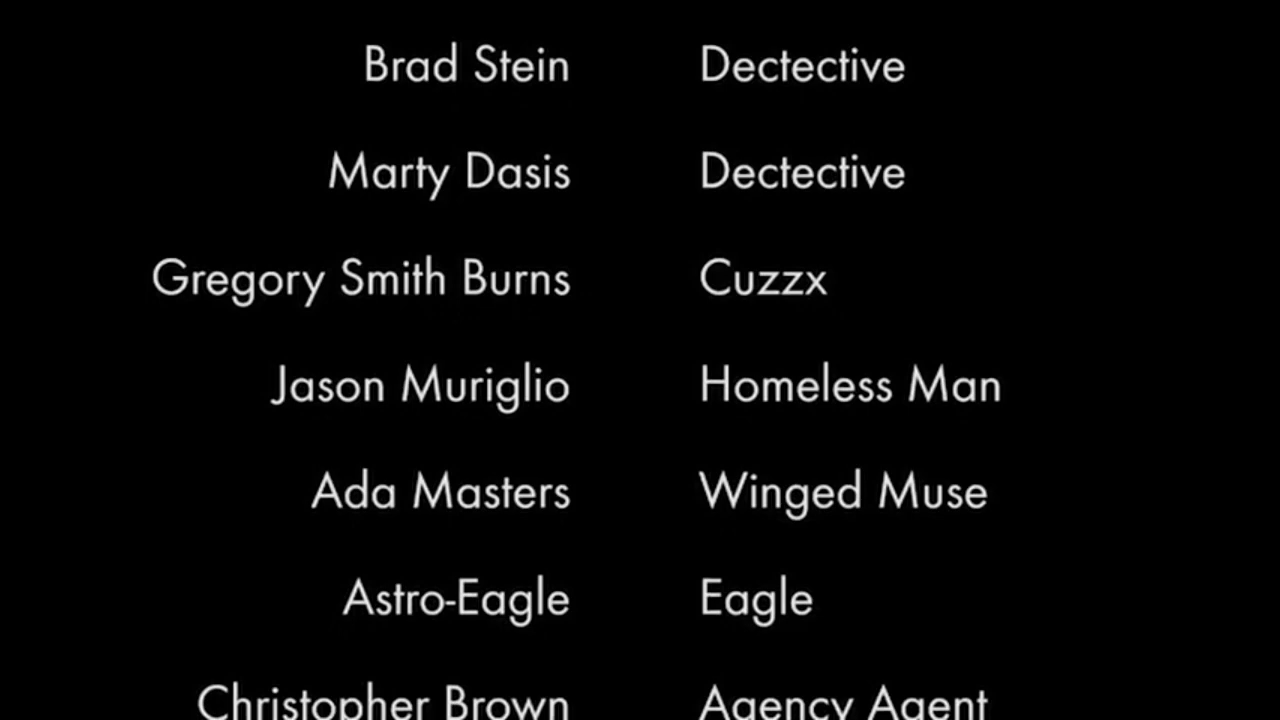 Brad Stein Dectective
Marty Dasis Dectective
Gregory Smith Burns Cuzzx
Jason Muriglio Homeless Man
Ada Masters Winged Muse
Astro-Eagle Eagle
Christopher Brown Agency Agent